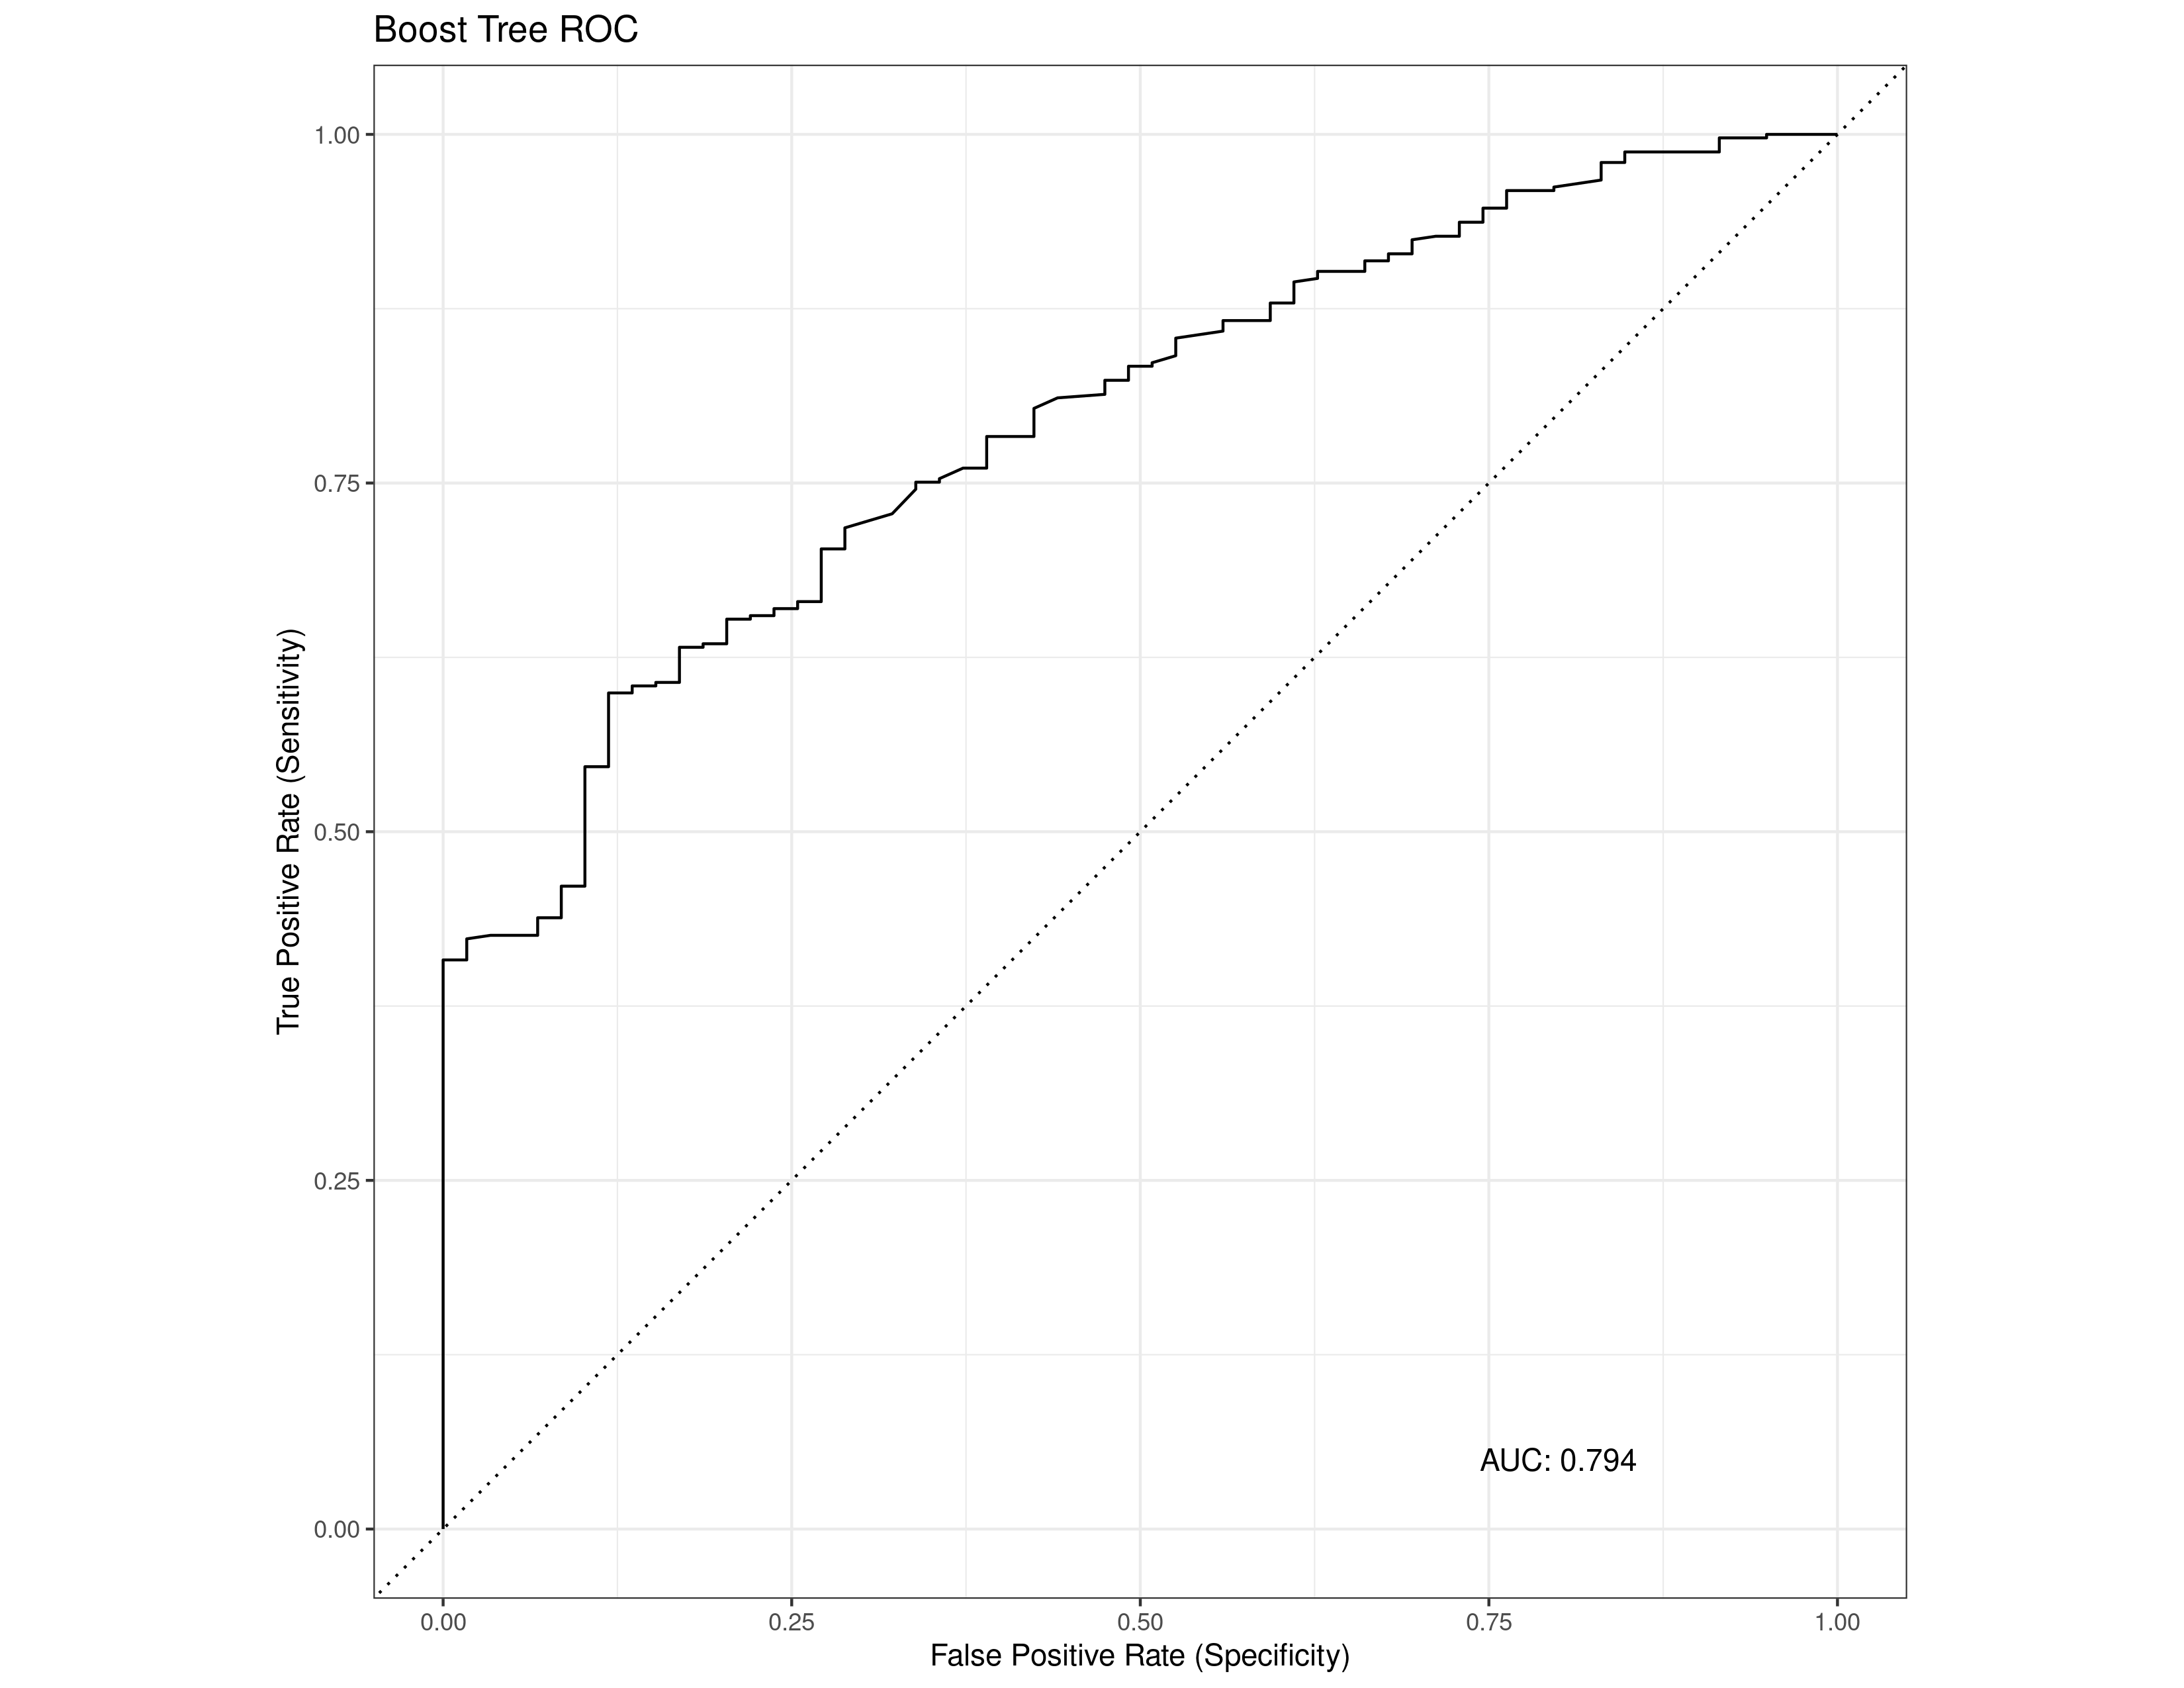 Boost Tree ROC
True Positive Rate (Sensitivity)
1.00
0.75
0.50
0.25
0.00
AUC: 0.794
0.00 0.25 0.50 0.75 1.00
False Positive Rate (Specificity)